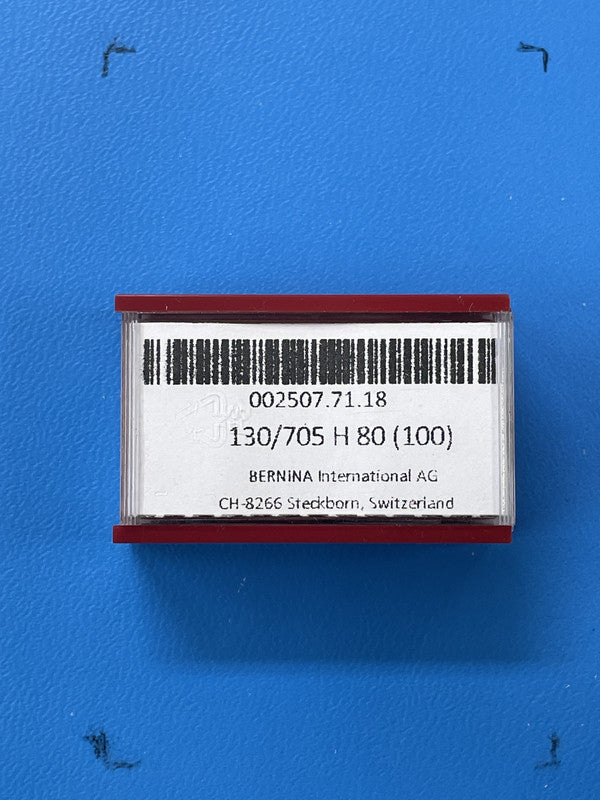 002507.71.18
130/705 H 80 (100)
BERNINA International AG
CH-8266 Steckborn, Switzerland